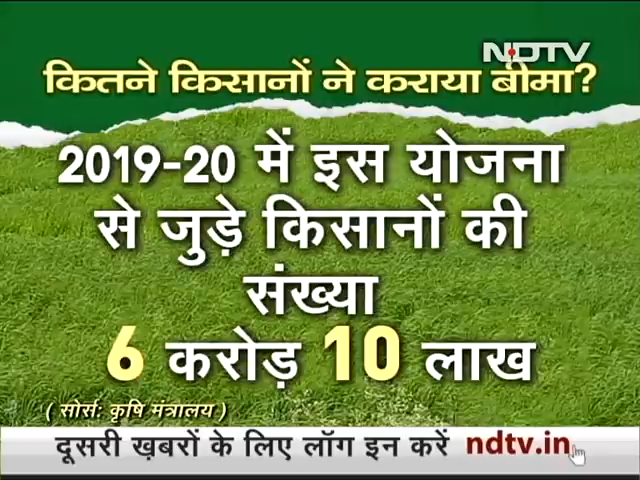 NDTV
कितने किसानों ने कराया बीमा?
2019-20 में इस योजना
से जुड़े किसानों की
संख्या
6 करोड़ 10 लाख
( सोर्स: कृषि मंत्रालय )
दूसरी ख़बरों के लिए लॉग इन करें ndtv.in